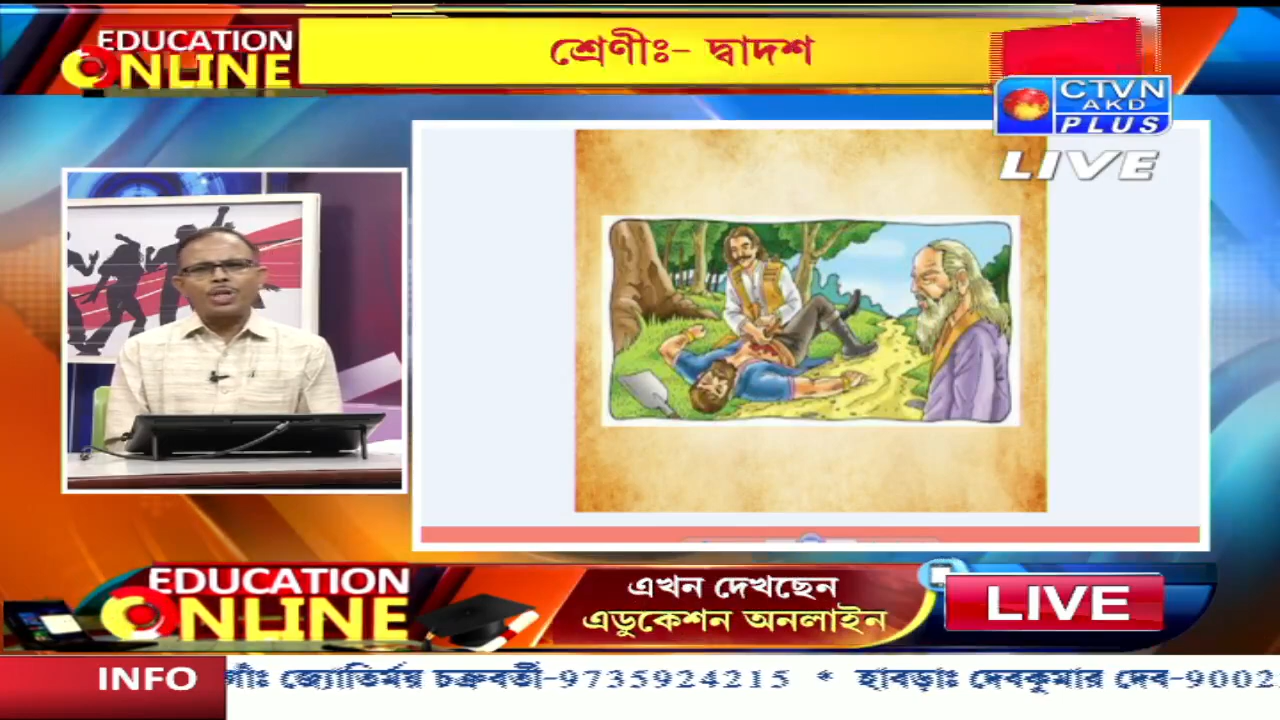 EDUCATION
ONLINE
শ্রেণীঃ- দ্বাদশ
CTVN
AKD
PLUS
LIVE
EDUCATION
ONLINE
এখন দেখছেন
এডুকেশন অনলাইন
LIVE
INFO
জ্যোতির্ময় চক্রবর্তী-9735924215 * হাবড়াঃ দেবকুমার দেব-9002